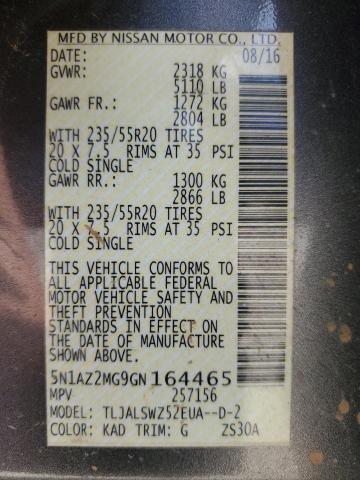 MFD BY NISSAN MOTOR CO., LTD.
DATE: 08/16
GVWR: 2318 KG
5110 LB
GAWR FR.: 1272 KG
2804 LB
WITH 235/55R20 TIRES
20 X 7.5 RIMS AT 35 PSI
COLD SINGLE
GAWR RR.: 1300 KG
2866 LB
WITH 235/55R20 TIRES
20 X 7.5 RIMS AT 35 PSI
COLD SINGLE
THIS VEHICLE CONFORMS TO
ALL APPLICABLE FEDERAL
MOTOR VEHICLE SAFETY AND
THEFT PREVENTION
STANDARDS IN EFFECT ON
THE DATE OF MANUFACTURE
SHOWN ABOVE.
5N1AZ2MG9GN164465
MPV 257156
MODEL: TLJALSWZ52EUA--D-2
COLOR: KAD TRIM: G ZS30A